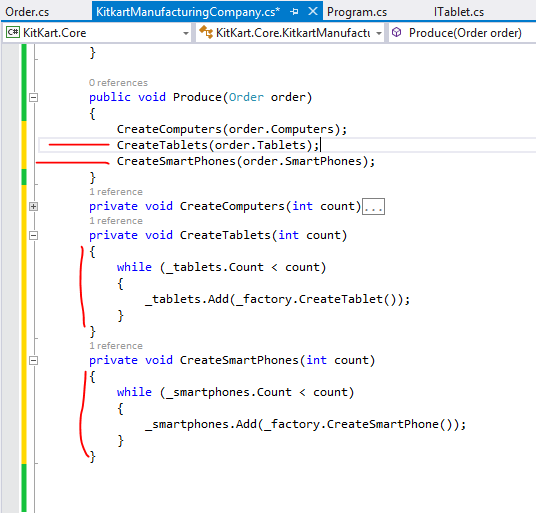 Order.cs KitkartManufacturingCompany.cs* Program.cs ITablet.cs
C# KitKart.Core KitKart.Core.KitkartManufactu Produce(Order order)
}
0 references
public void Produce(Order order)
{
CreateComputers(order.Computers);
CreateTablets(order.Tablets);
CreateSmartPhones(order.SmartPhones);
}
1 reference
private void CreateComputers(int count)...
1 reference
private void CreateTablets(int count)
{
while (_tablets.Count < count)
{
_tablets.Add(_factory.CreateTablet());
}
}
1 reference
private void CreateSmartPhones(int count)
{
while (_smartphones.Count < count)
{
_smartphones.Add(_factory.CreateSmartPhone());
}
}